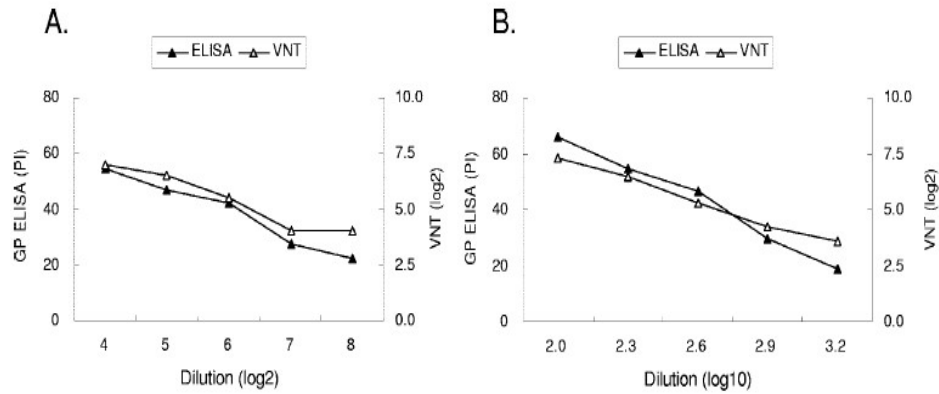 A.
B.
ELISA VNT
ELISA VNT
80 10.0
60 7.5
40 5.0
20 2.5
0 0.0
GP ELISA (PI)
VNT (log2)
4 5 6 7 8
Dilution (log2)
80 10.0
60 7.5
40 5.0
20 2.5
0 0.0
GP ELISA (PI)
VNT (log2)
2.0 2.3 2.6 2.9 3.2
Dilution (log10)